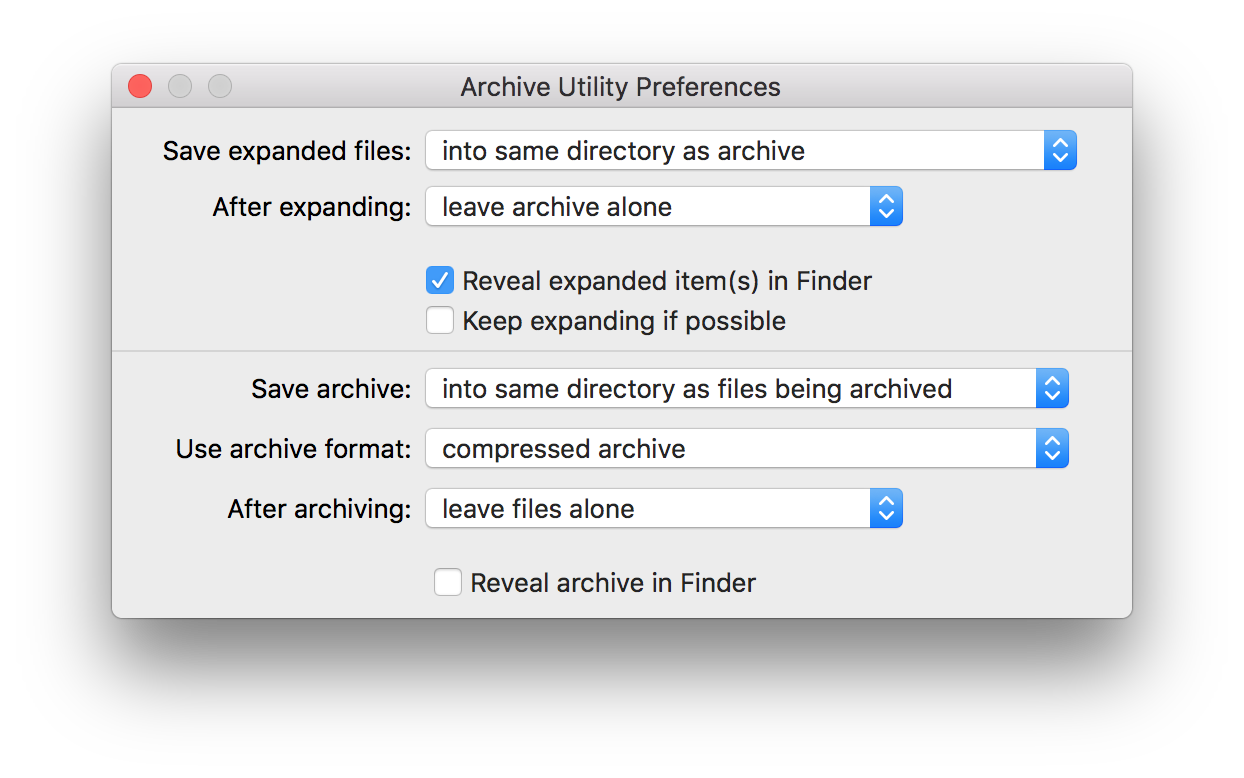 Archive Utility Preferences
Save expanded files: into same directory as archive
After expanding: leave archive alone
Reveal expanded item(s) in Finder
Keep expanding if possible
Save archive: into same directory as files being archived
Use archive format: compressed archive
After archiving: leave files alone
Reveal archive in Finder